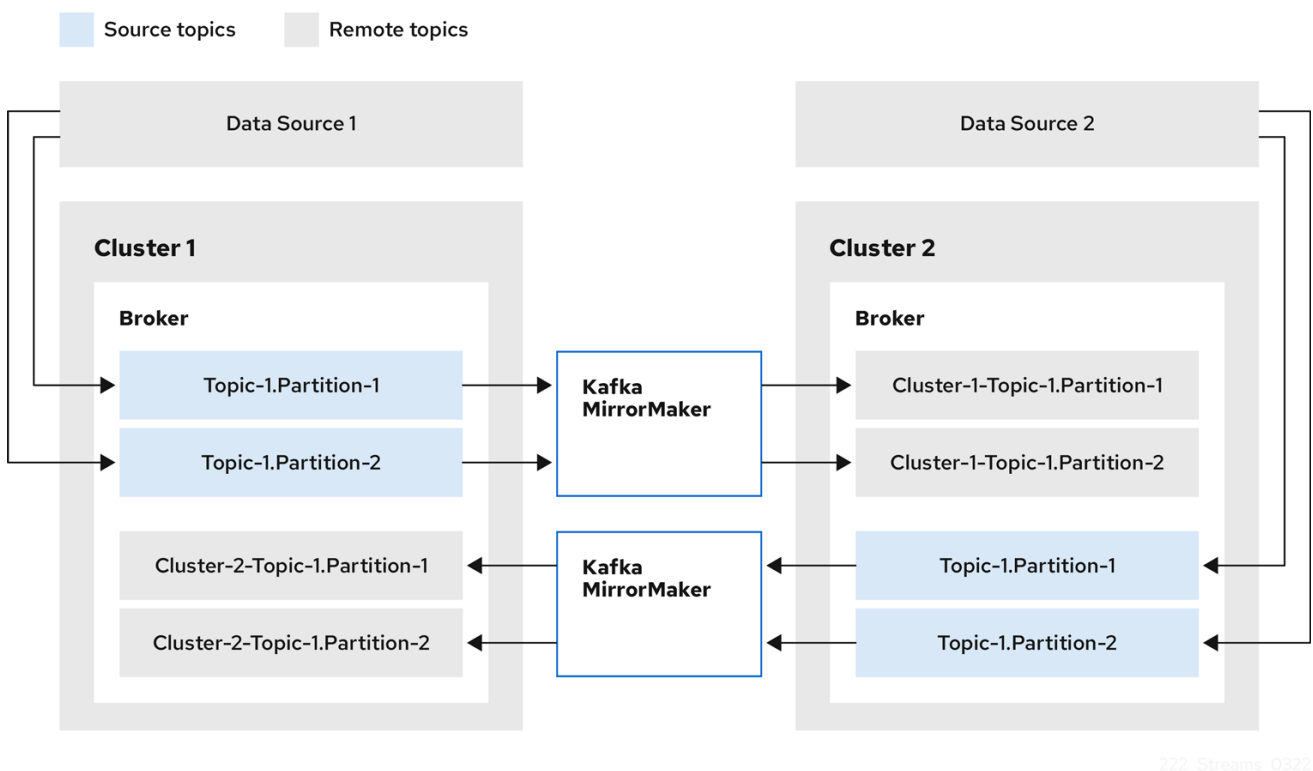 Source topics
Remote topics
Data Source 1
Data Source 2
Cluster 1
Cluster 2
Broker
Broker
Topic-1.Partition-1
Kafka
MirrorMaker
Cluster-1-Topic-1.Partition-1
Topic-1.Partition-2
Cluster-1-Topic-1.Partition-2
Cluster-2-Topic-1.Partition-1
Kafka
MirrorMaker
Topic-1.Partition-1
Cluster-2-Topic-1.Partition-2
Topic-1.Partition-2
222_Streams_0322